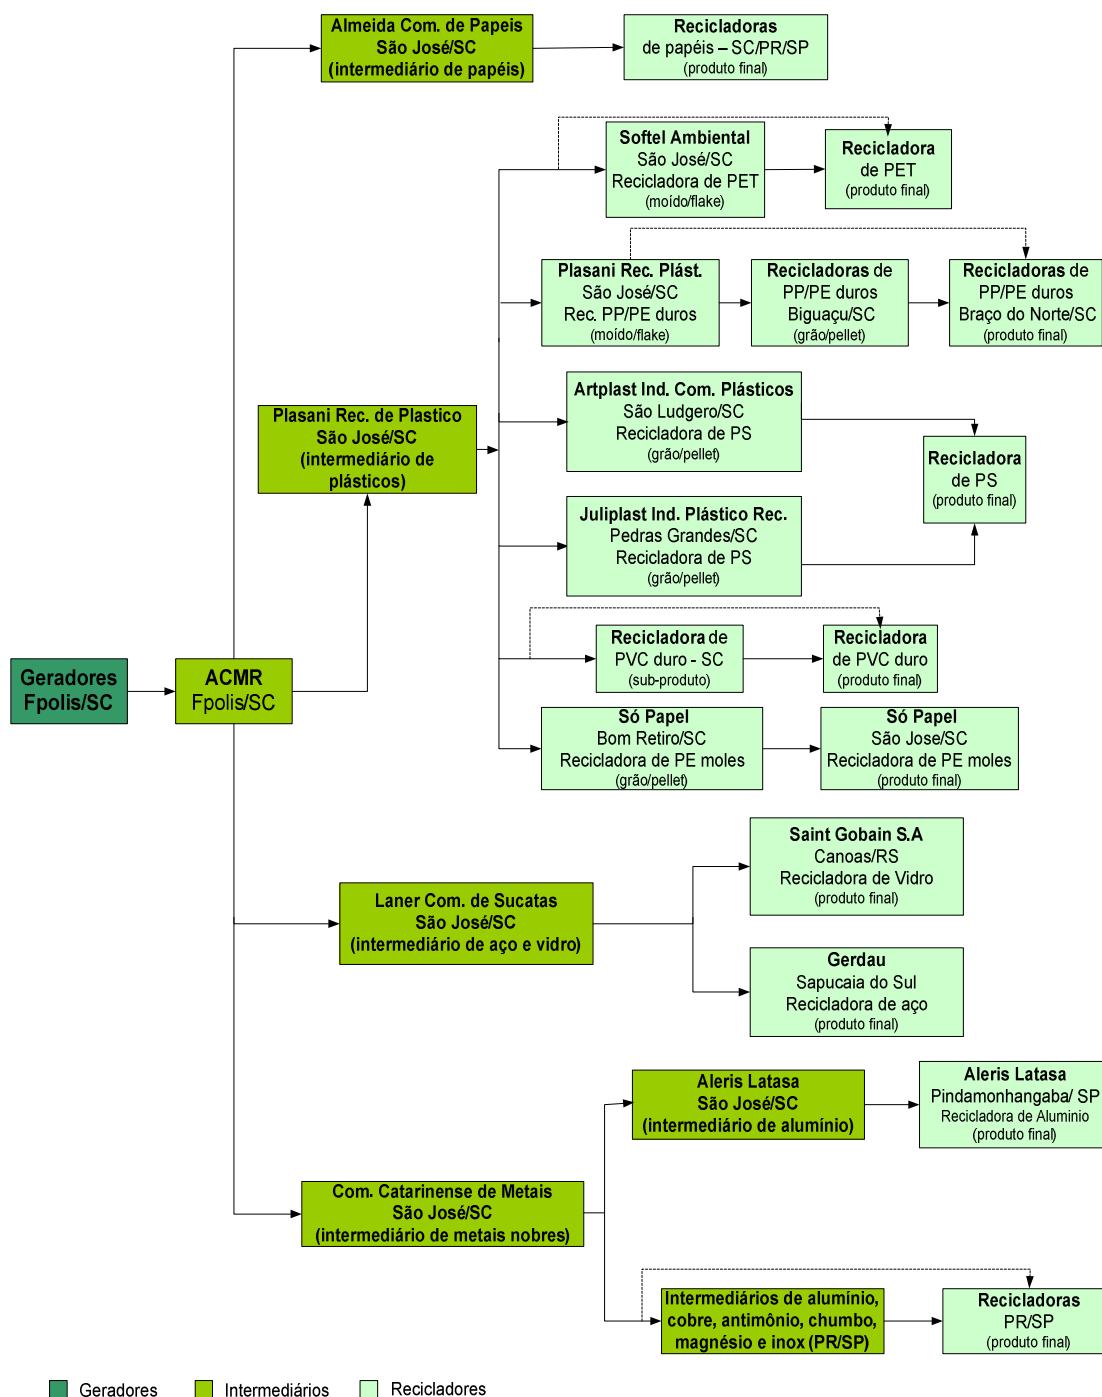 Almeida Com. de Papeis
São José/SC
(intermediário de papéis)
Recicladoras
de papéis – SC/PR/SP
(produto final)
Softel Ambiental
São José/SC
Recicladora de PET
(moído/flake)
Recicladora
de PET
(produto final)
Plasani Rec. Plást.
São José/SC
Rec. PP/PE duros
(moído/flake)
Recicladoras de
PP/PE duros
Biguaçu/SC
(grão/pellet)
Recicladoras de
PP/PE duros
Braço do Norte/SC
(produto final)
Plasani Rec. de Plastico
São José/SC
(intermediário de
plásticos)
Artplast Ind. Com. Plásticos
São Ludgero/SC
Recicladora de PS
(grão/pellet)
Recicladora
de PS
(produto final)
Juliplast Ind. Plástico Rec.
Pedras Grandes/SC
Recicladora de PS
(grão/pellet)
Geradores
Fpolis/SC
ACMR
Fpolis/SC
Recicladora de
PVC duro - SC
(sub-produto)
Recicladora
de PVC duro
(produto final)
Só Papel
Bom Retiro/SC
Recicladora de PE moles
(grão/pellet)
Só Papel
São Jose/SC
Recicladora de PE moles
(produto final)
Laner Com. de Sucatas
São José/SC
(intermediário de aço e vidro)
Saint Gobain S.A
Canoas/RS
Recicladora de Vidro
(produto final)
Gerdau
Sapucaia do Sul
Recicladora de aço
(produto final)
Aleris Latasa
São José/SC
(intermediário de alumínio)
Aleris Latasa
Pindamonhangaba/ SP
Recicladora de Aluminio
(produto final)
Com. Catarinense de Metais
São José/SC
(intermediário de metais nobres)
Intermediários de alumínio,
cobre, antimônio, chumbo,
magnésio e inox (PR/SP)
Recicladoras
PR/SP
(produto final)
Geradores
Intermediários
Recicladores